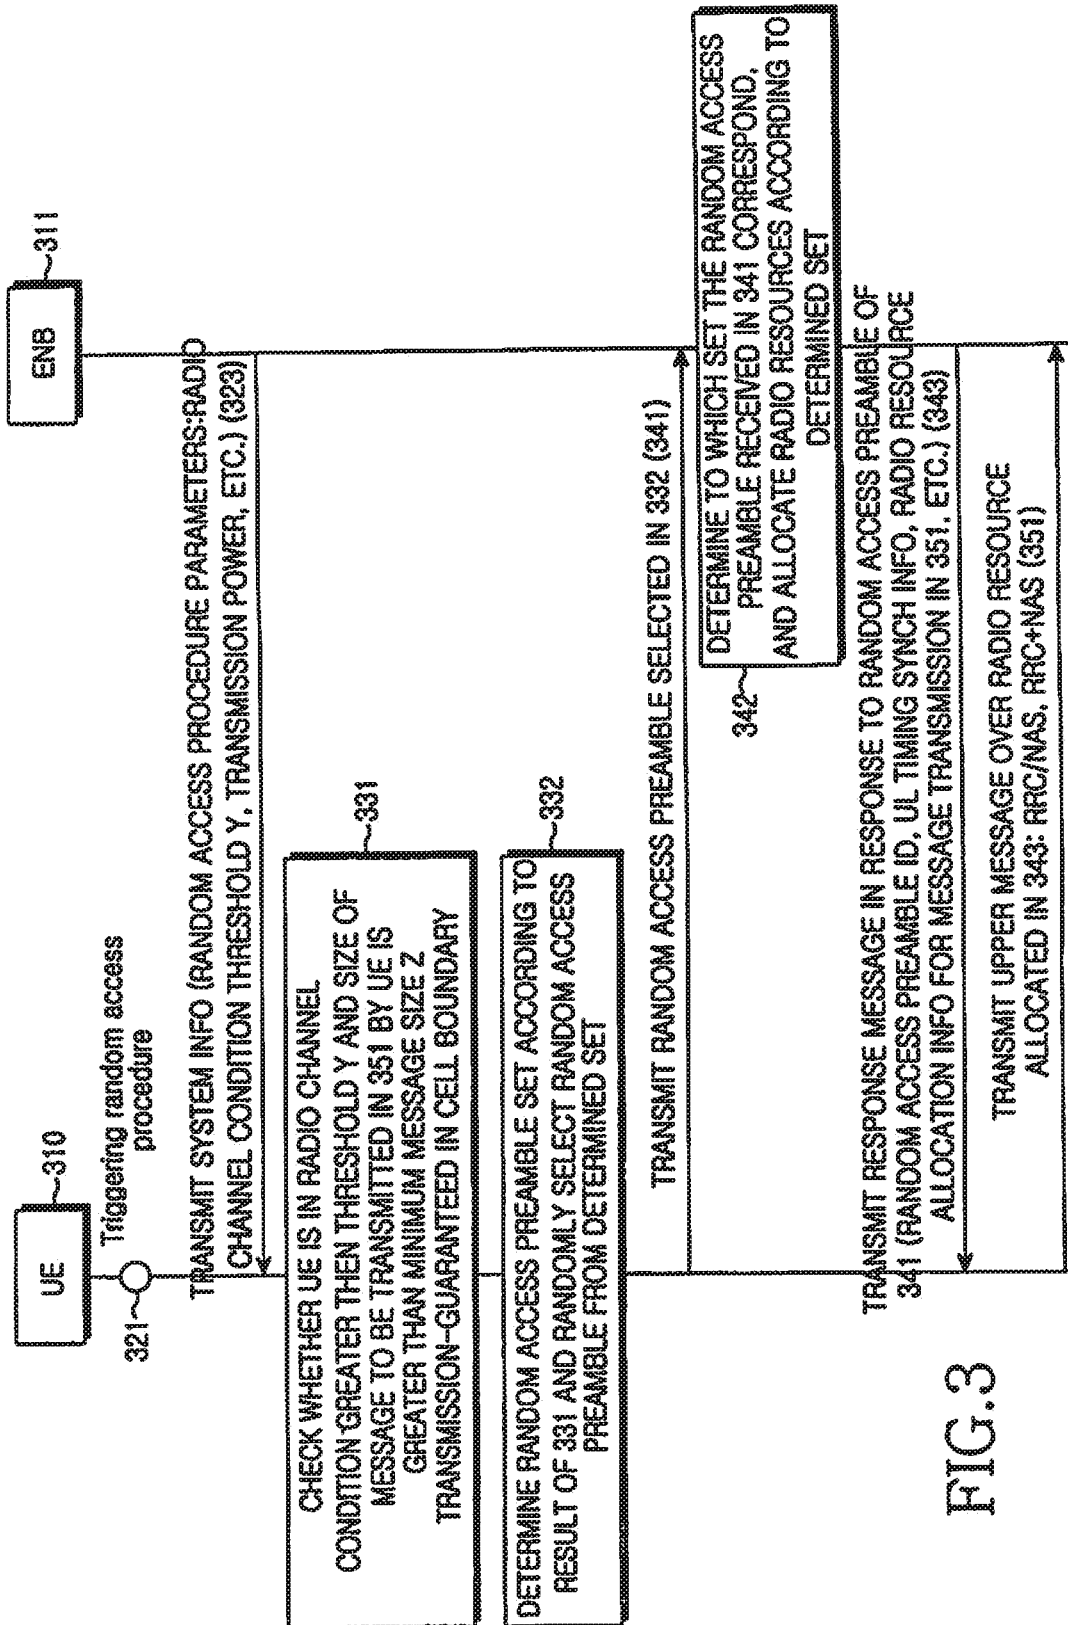 UE
310
ENB
311
Triggering random access
procedure
321
TRANSMIT SYSTEM INFO (RANDOM ACCESS PROCEDURE PARAMETERS:RADIO
CHANNEL CONDITION THRESHOLD Y, TRANSMISSION POWER, ETC.) (323)
CHECK WHETHER UE IS IN RADIO CHANNEL
CONDITION GREATER THEN THRESHOLD Y AND SIZE OF
MESSAGE TO BE TRANSMITTED IN 351 BY UE IS
GREATER THAN MINIMUM MESSAGE SIZE Z
TRANSMISSION-GUARANTEED IN CELL BOUNDARY
331
DETERMINE RANDOM ACCESS PREAMBLE SET ACCORDING TO
RESULT OF 331 AND RANDOMLY SELECT RANDOM ACCESS
PREAMBLE FROM DETERMINED SET
332
TRANSMIT RANDOM ACCESS PREAMBLE SELECTED IN 332 (341)
DETERMINE TO WHICH SET THE RANDOM ACCESS
PREAMBLE RECEIVED IN 341 CORRESPOND,
AND ALLOCATE RADIO RESOURCES ACCORDING TO
DETERMINED SET
342
TRANSMIT RESPONSE MESSAGE IN RESPONSE TO RANDOM ACCESS PREAMBLE OF
341 (RANDOM ACCESS PREAMBLE ID, UL TIMING SYNCH INFO, RADIO RESOURCE
ALLOCATION INFO FOR MESSAGE TRANSMISSION IN 351, ETC.) (343)
TRANSMIT UPPER MESSAGE OVER RADIO RESOURCE
ALLOCATED IN 343: RRC/NAS, RRC+NAS (351)
FIG.3